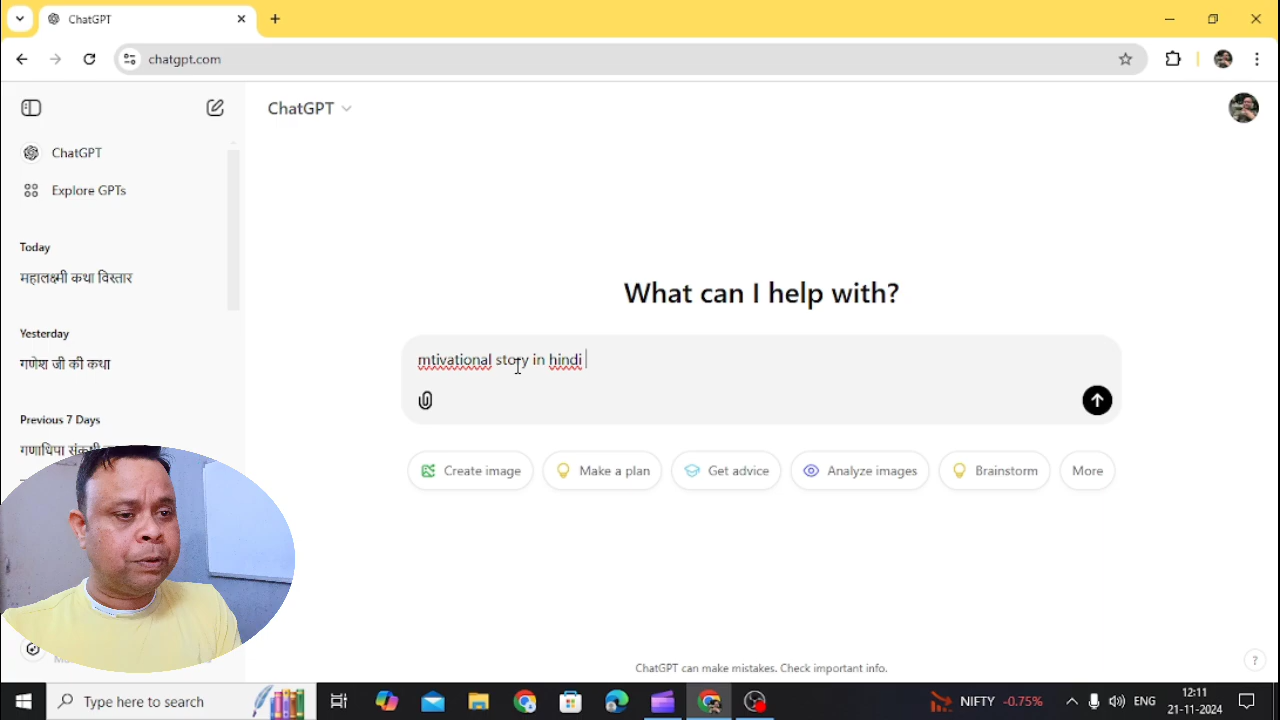 ChatGPT
chatgpt.com
ChatGPT
ChatGPT
Explore GPTs
Today
महालक्ष्मी कथा विस्तार
Yesterday
गणेश जी की कथा
Previous 7 Days
गणाधिपा संकष्टी
What can I help with?
mtivational story in hindi
Create image
Make a plan
Get advice
Analyze images
Brainstorm
More
ChatGPT can make mistakes. Check important info.
?
Type here to search
NIFTY -0.75%
ENG
12:11
21-11-2024